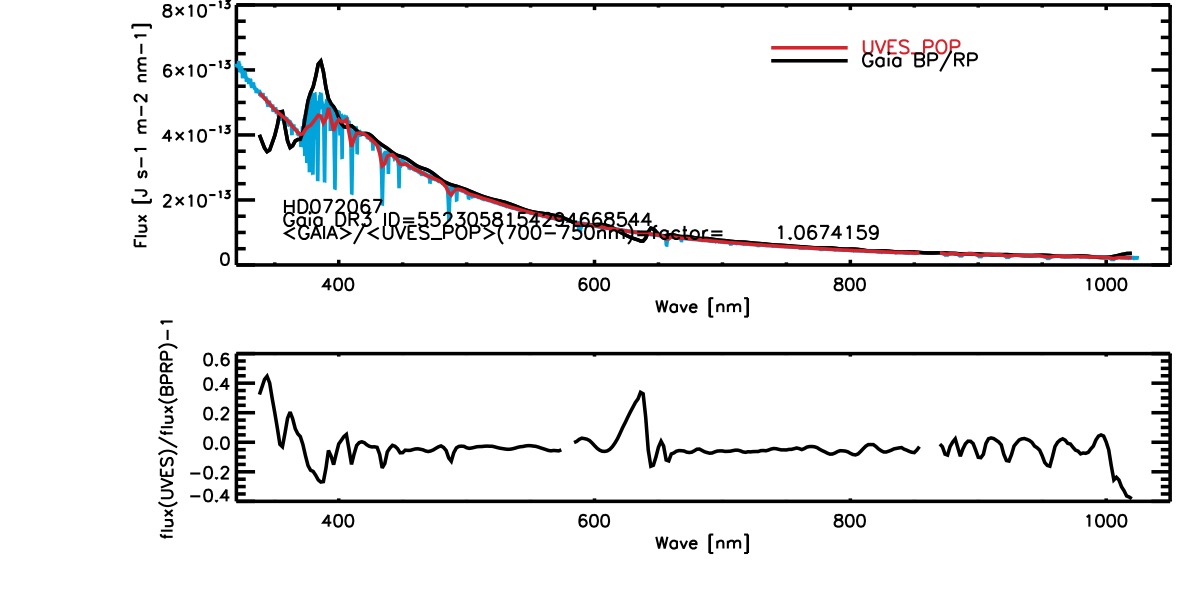 8×10−13
6×10−13
4×10−13
2×10−13
0
Flux [J s−1 m−2 nm−1]
UVES_POP
Gaia BP/RP
HD072067
Gaia DR3 ID=5523058154294668544
<GAIA>/<UVES_POP>(700−750nm)−factor= 1.0674159
400 600 800 1000
Wave [nm]
0.6
0.4
0.2
0.0
−0.2
−0.4
flux(UVES)/flux(BPRP)−1
400 600 800 1000
Wave [nm]